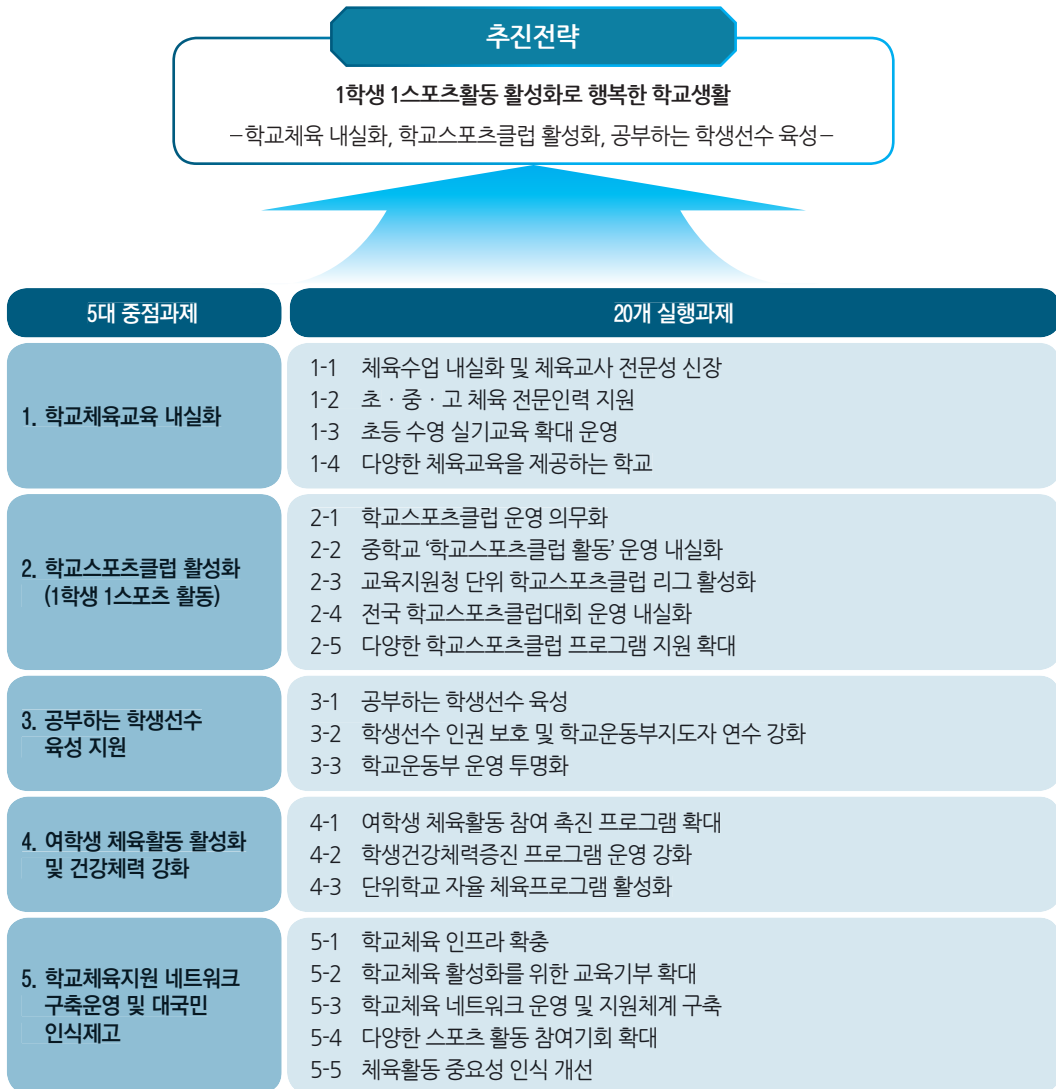 추진전략
1학생 1스포츠활동 활성화로 행복한 학교생활
–학교체육 내실화, 학교스포츠클럽 활성화, 공부하는 학생선수 육성–
5대 중점과제
20개 실행과제
1. 학교체육교육 내실화
1-1 체육수업 내실화 및 체육교사 전문성 신장
1-2 초 · 중 · 고 체육 전문인력 지원
1-3 초등 수영 실기교육 확대 운영
1-4 다양한 체육교육을 제공하는 학교
2. 학교스포츠클럽 활성화
(1학생 1스포츠 활동)
2-1 학교스포츠클럽 운영 의무화
2-2 중학교 ‘학교스포츠클럽 활동’ 운영 내실화
2-3 교육지원청 단위 학교스포츠클럽 리그 활성화
2-4 전국 학교스포츠클럽대회 운영 내실화
2-5 다양한 학교스포츠클럽 프로그램 지원 확대
3. 공부하는 학생선수
육성 지원
3-1 공부하는 학생선수 육성
3-2 학생선수 인권 보호 및 학교운동부지도자 연수 강화
3-3 학교운동부 운영 투명화
4. 여학생 체육활동 활성화
및 건강체력 강화
4-1 여학생 체육활동 참여 촉진 프로그램 확대
4-2 학생건강체력증진 프로그램 운영 강화
4-3 단위학교 자율 체육프로그램 활성화
5. 학교체육지원 네트워크
구축운영 및 대국민
인식제고
5-1 학교체육 인프라 확충
5-2 학교체육 활성화를 위한 교육기부 확대
5-3 학교체육 네트워크 운영 및 지원체계 구축
5-4 다양한 스포츠 활동 참여기회 확대
5-5 체육활동 중요성 인식 개선